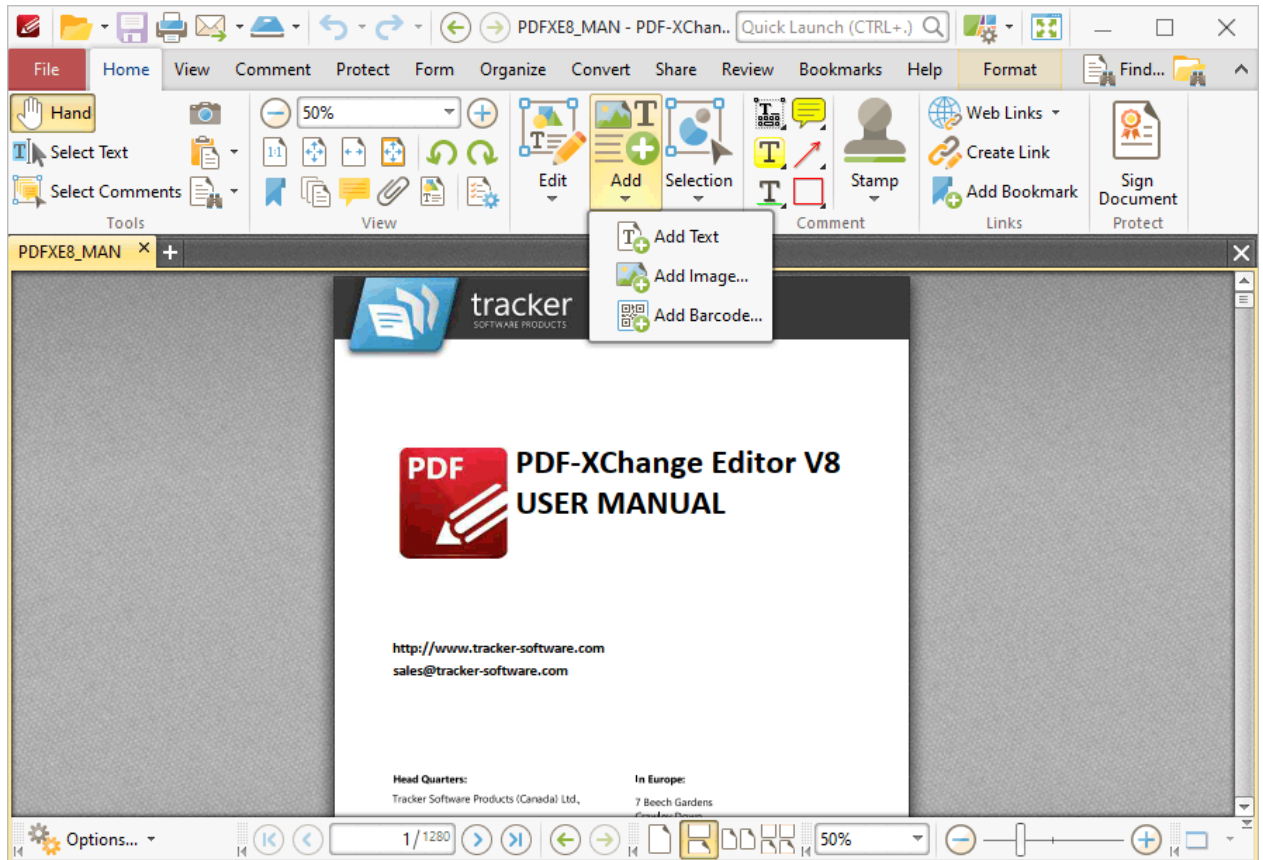 PDFXE8_MAN - PDF-XChan.. Quick Launch (CTRL+.)
File Home View Comment Protect Form Organize Convert Share Review Bookmarks Help Format Find...
Hand 50% Web Links
Select Text 1:1 Create Link
Select Comments Edit Add Selection Stamp Add Bookmark Sign Document
Tools View Comment Links Protect
Add Text
Add Image...
Add Barcode...
PDFXE8_MAN
tracker
SOFTWARE PRODUCTS
PDF
PDF-XChange Editor V8
USER MANUAL
http://www.tracker-software.com
sales@tracker-software.com
Head Quarters: In Europe:
Tracker Software Products (Canada) Ltd., 7 Beech Gardens
Crawley Down
Options... 1/1280 50%